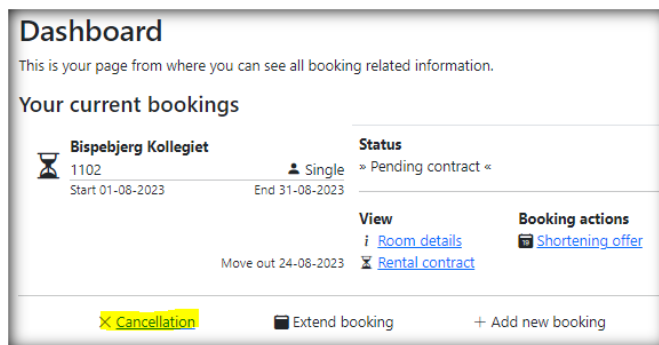 Dashboard
This is your page from where you can see all booking related information.
Your current bookings
Bispebjerg Kollegiet
1102 Single
Start 01-08-2023 End 31-08-2023
Move out 24-08-2023
Status
» Pending contract «
View
i Room details
Rental contract
Booking actions
19 Shortening offer
× Cancellation Extend booking + Add new booking